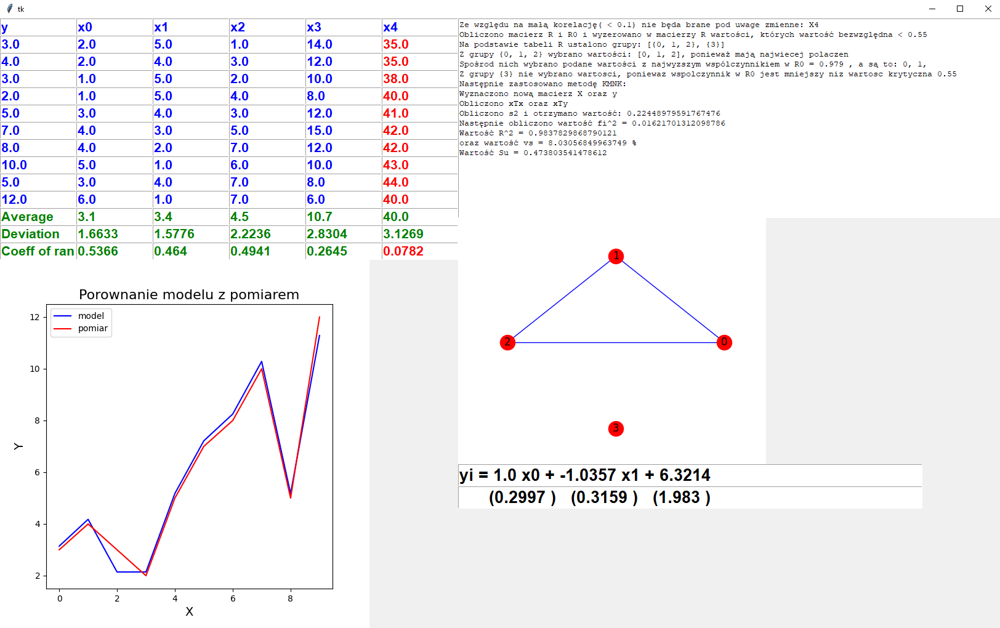 tk
y x0 x1 x2 x3 x4
3.0 2.0 5.0 1.0 14.0 35.0
4.0 2.0 4.0 3.0 12.0 35.0
3.0 1.0 5.0 2.0 10.0 38.0
2.0 1.0 5.0 4.0 8.0 40.0
5.0 3.0 4.0 3.0 12.0 41.0
7.0 4.0 3.0 5.0 15.0 42.0
8.0 4.0 2.0 7.0 12.0 42.0
10.0 5.0 1.0 6.0 10.0 43.0
5.0 3.0 4.0 7.0 8.0 44.0
12.0 6.0 1.0 7.0 6.0 40.0
Average 3.1 3.4 4.5 10.7 40.0
Deviation 1.6633 1.5776 2.2236 2.8304 3.1269
Coeff of ran 0.5366 0.464 0.4941 0.2645 0.0782
Ze względu na małą korelację( < 0.1) nie będa brane pod uwage zmienne: X4
Obliczono macierz R i R0 i wyzerowano w macierzy R wartości, których wartość bezwzględna < 0.55
Na podstawie tabeli R ustalono grupy: [{0, 1, 2}, {3}]
Z grupy {0, 1, 2} wybrano wartości: [0, 1, 2], ponieważ mają najwiecej polaczen
Spośrod nich wybrano podane wartości z najwyzszym wspólczynnikiem w R0 = 0.979 , a są to: 0, 1,
Z grupy {3} nie wybrano wartosci, poniewaz wspolczynnik w R0 jest mniejszy niz wartosc krytyczna 0.55
Następnie zastosowano metodę KMNK:
Wyznaczono nową macierz X oraz y
Obliczono xTx oraz xTy
Obliczono s2 i otrzymano wartość: 0.22448979591767476
Następnie obliczono wartość fi^2 = 0.01621701312098786
Wartość R^2 = 0.9837829868790121
oraz wartość vs = 8.03056849963749 %
Wartość Su = 0.473803541478612
Porownanie modelu z pomiarem
model
pomiar
12
10
8
6
4
2
Y
0 2 4 6 8
X
1
2 0
3
yi = 1.0 x0 + -1.0357 x1 + 6.3214
(0.2997 ) (0.3159 ) (1.983 )